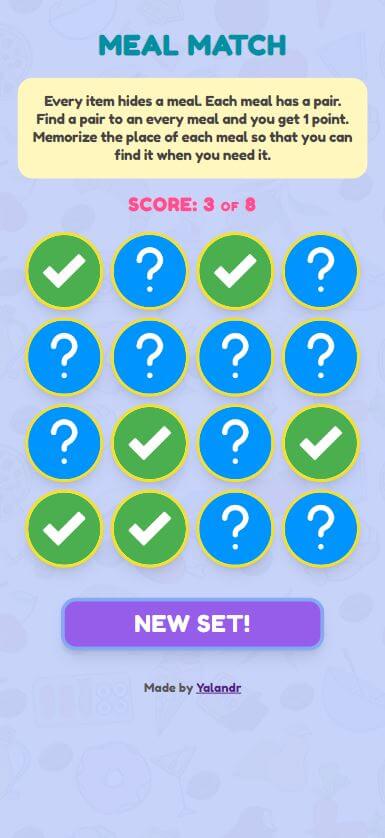 MEAL MATCH
Every item hides a meal. Each meal has a pair.
Find a pair to an every meal and you get 1 point.
Memorize the place of each meal so that you can
find it when you need it.
SCORE: 3 OF 8
? ?
? ? ? ?
? ?
? ?
NEW SET!
Made by Yalandr